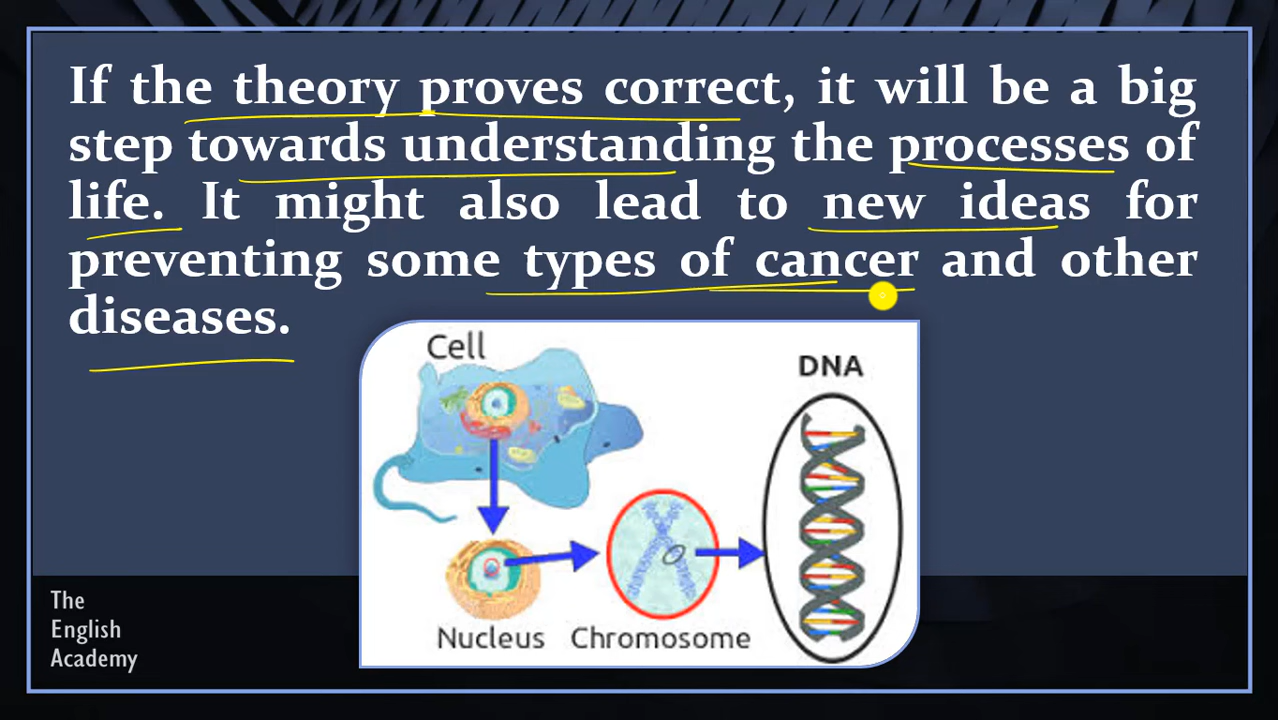 If the theory proves correct, it will be a big
step towards understanding the processes of
life. It might also lead to new ideas for
preventing some types of cancer and other
diseases.
Cell
DNA
Nucleus
Chromosome
The
English
Academy